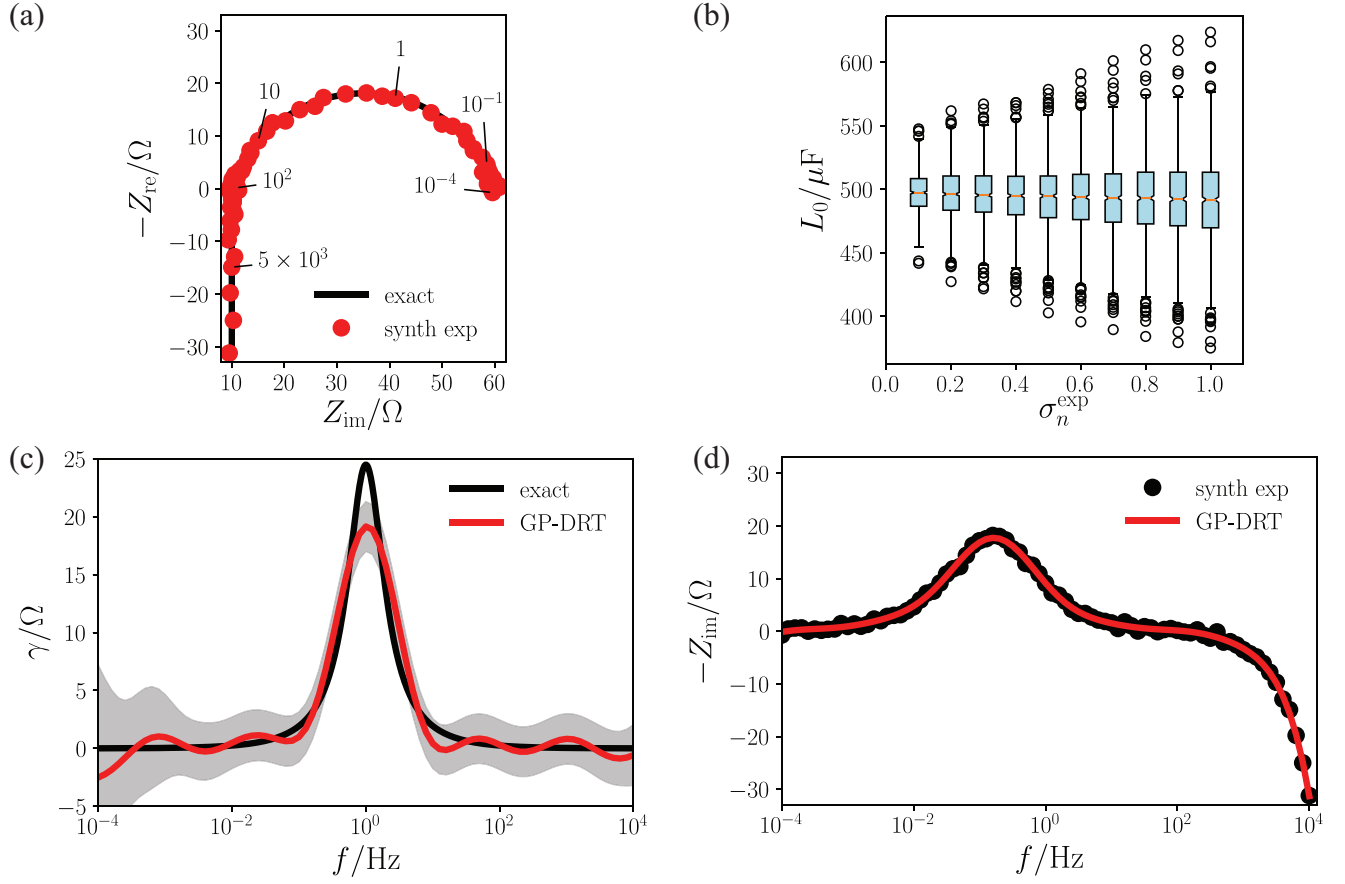 (a)
30
20
10
0
−10
−20
−30
−Z_re/Ω
10
20
30
40
50
60
Z_im/Ω
1
10
10^−1
10^2
10^−4
5 × 10^3
exact
synth exp
(b)
600
550
500
450
400
L_0/μF
0.0
0.2
0.4
0.6
0.8
1.0
σ_n^exp
(c)
25
20
15
10
5
0
−5
γ/Ω
10^−4
10^−2
10^0
10^2
10^4
f/Hz
exact
GP-DRT
(d)
30
20
10
0
−10
−20
−30
−Z_im/Ω
10^−4
10^−2
10^0
10^2
10^4
f/Hz
synth exp
GP-DRT